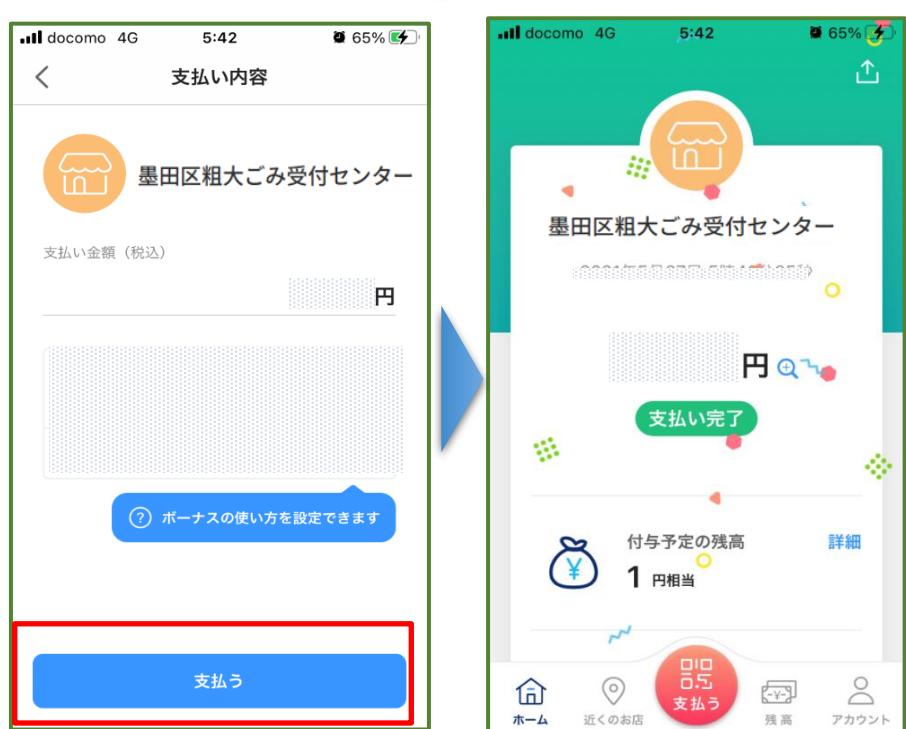 docomo 4G 5:42 65%
支払い内容
墨田区粗大ごみ受付センター
支払い金額（税込）
円
ボーナスの使い方を設定できます
支払う
docomo 4G 5:42 65%
墨田区粗大ごみ受付センター
円
支払い完了
付与予定の残高 詳細
1 円相当
支払う
ホーム 近くのお店 残高 アカウント